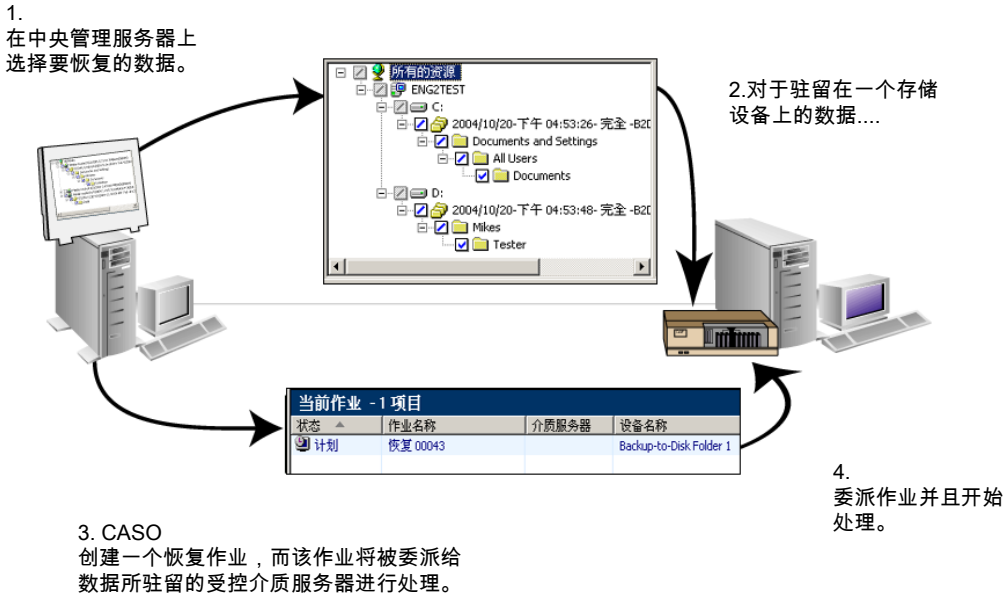 1.
在中央管理服务器上
选择要恢复的数据。
所有的资源
ENG2TEST
C:
2004/10/20-下午 04:53:26- 完全 -B2D
Documents and Settings
All Users
Documents
D:
2004/10/20-下午 04:53:48- 完全 -B2D
Mikes
Tester
2.对于驻留在一个存储
设备上的数据....
当前作业 - 1 项目
状态 作业名称 介质服务器 设备名称
计划 恢复 00043 Backup-to-Disk Folder 1
4.
委派作业并且开始
处理。
3. CASO
创建一个恢复作业，而该作业将被委派给
数据所驻留的受控介质服务器进行处理。